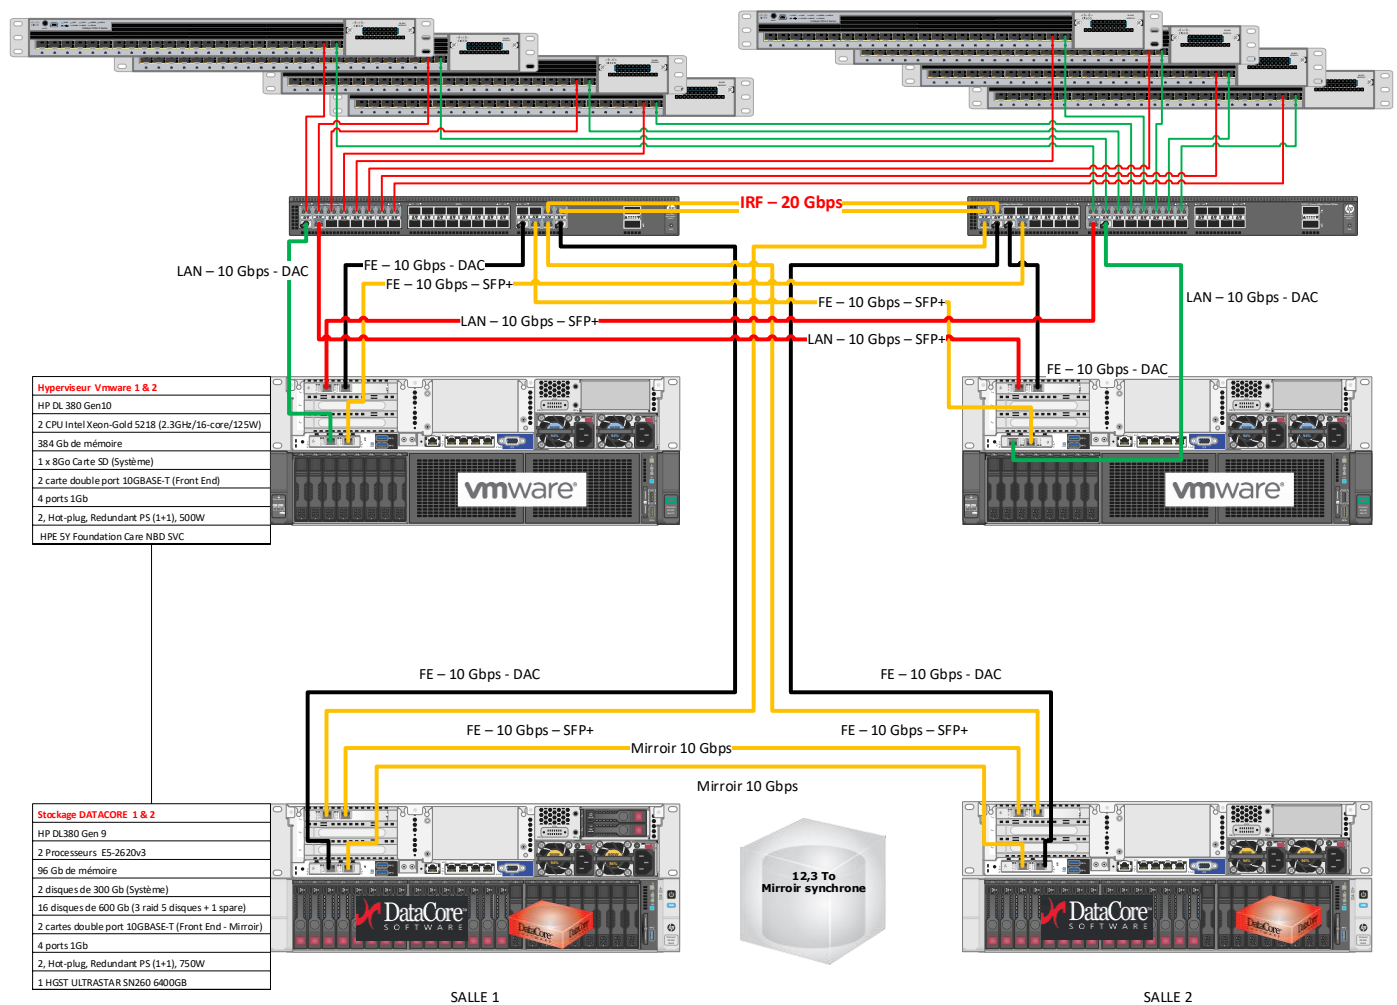 IRF – 20 Gbps
LAN – 10 Gbps - DAC
FE – 10 Gbps - DAC
FE – 10 Gbps – SFP+
FE – 10 Gbps – SFP+
LAN – 10 Gbps - DAC
LAN – 10 Gbps – SFP+
LAN – 10 Gbps – SFP+
FE – 10 Gbps - DAC
Hyperviseur Vmware 1 & 2
HP DL 380 Gen10
2 CPU Intel Xeon-Gold 5218 (2.3GHz/16-core/125W)
384 Gb de mémoire
1 x 8Go Carte SD (Système)
2 carte double port 10GBASE-T (Front End)
4 ports 1Gb
2, Hot-plug, Redundant PS (1+1), 500W
HPE 5Y Foundation Care NBD SVC
vmware
vmware
FE – 10 Gbps - DAC
FE – 10 Gbps - DAC
FE – 10 Gbps – SFP+
FE – 10 Gbps – SFP+
Mirroir 10 Gbps
Mirroir 10 Gbps
Stockage DATACORE 1 & 2
HP DL380 Gen 9
2 Processeurs E5-2620v3
96 Gb de mémoire
2 disques de 300 Gb (Système)
16 disques de 600 Gb (3 raid 5 disques + 1 spare)
2 cartes double port 10GBASE-T (Front End - Mirroir)
4 ports 1Gb
2, Hot-plug, Redundant PS (1+1), 750W
1 HGST ULTRASTAR SN260 6400GB
DataCore
SOFTWARE
DataCore
12,3 To
Mirroir synchrone
DataCore
SOFTWARE
DataCore
SALLE 1
SALLE 2